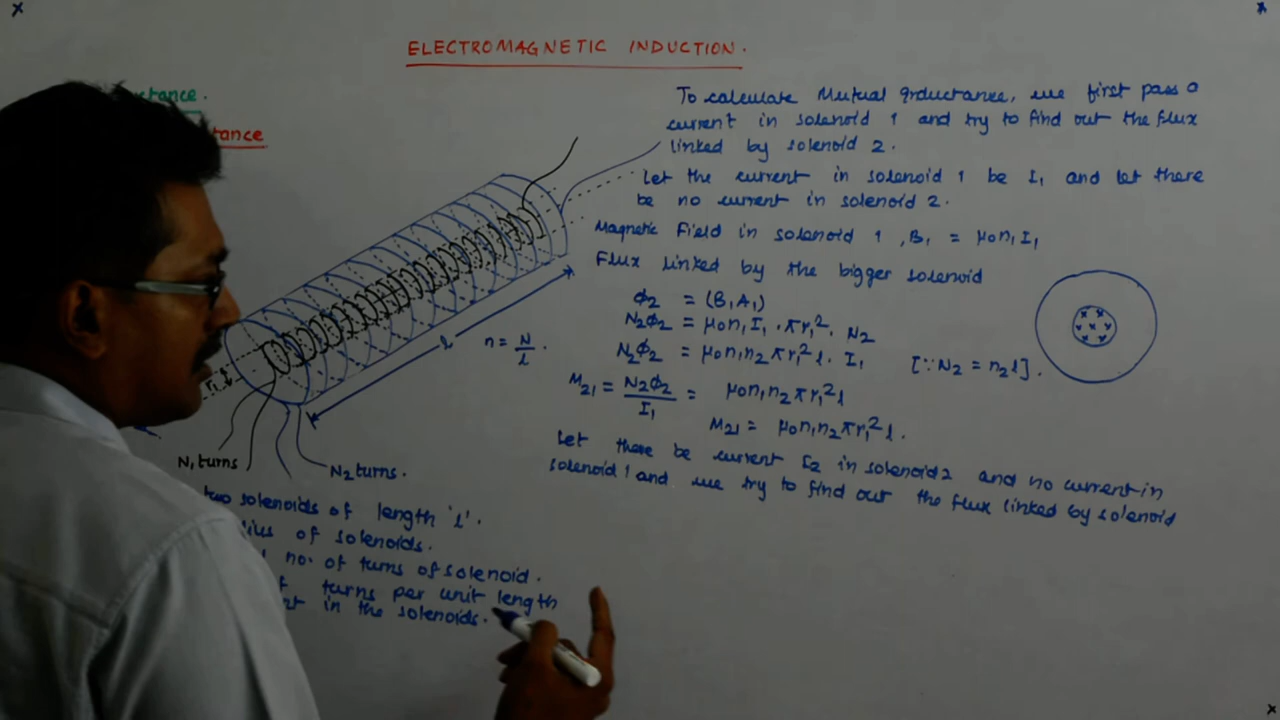 ELECTROMAGNETIC INDUCTION.
tance.
tance
N1 turns
N2 turns.
l
n = N/l.
two solenoids of length 'l'.
ius of solenoids.
no. of turns of solenoid.
turns per unit length
nt in the solenoids.
To calculate Mutual Inductance, we first pass a
current in solenoid 1 and try to find out the flux
linked by solenoid 2.
Let the current in solenoid 1 be I1 and let there
be no current in solenoid 2.
Magnetic Field in solenoid 1, B1 = μ0n1I1
Flux linked by the bigger solenoid
Φ2 = (B1A1)
N2Φ2 = μ0n1I1 · πr1². N2
N2Φ2 = μ0n1n2πr1²l. I1 [∵N2 = n2l].
M21 = N2Φ2/I1 = μ0n1n2πr1²l
M21 = μ0n1n2πr1²l.
Let there be current I2 in solenoid 2 and no current in
solenoid 1 and we try to find out the flux linked by solenoid